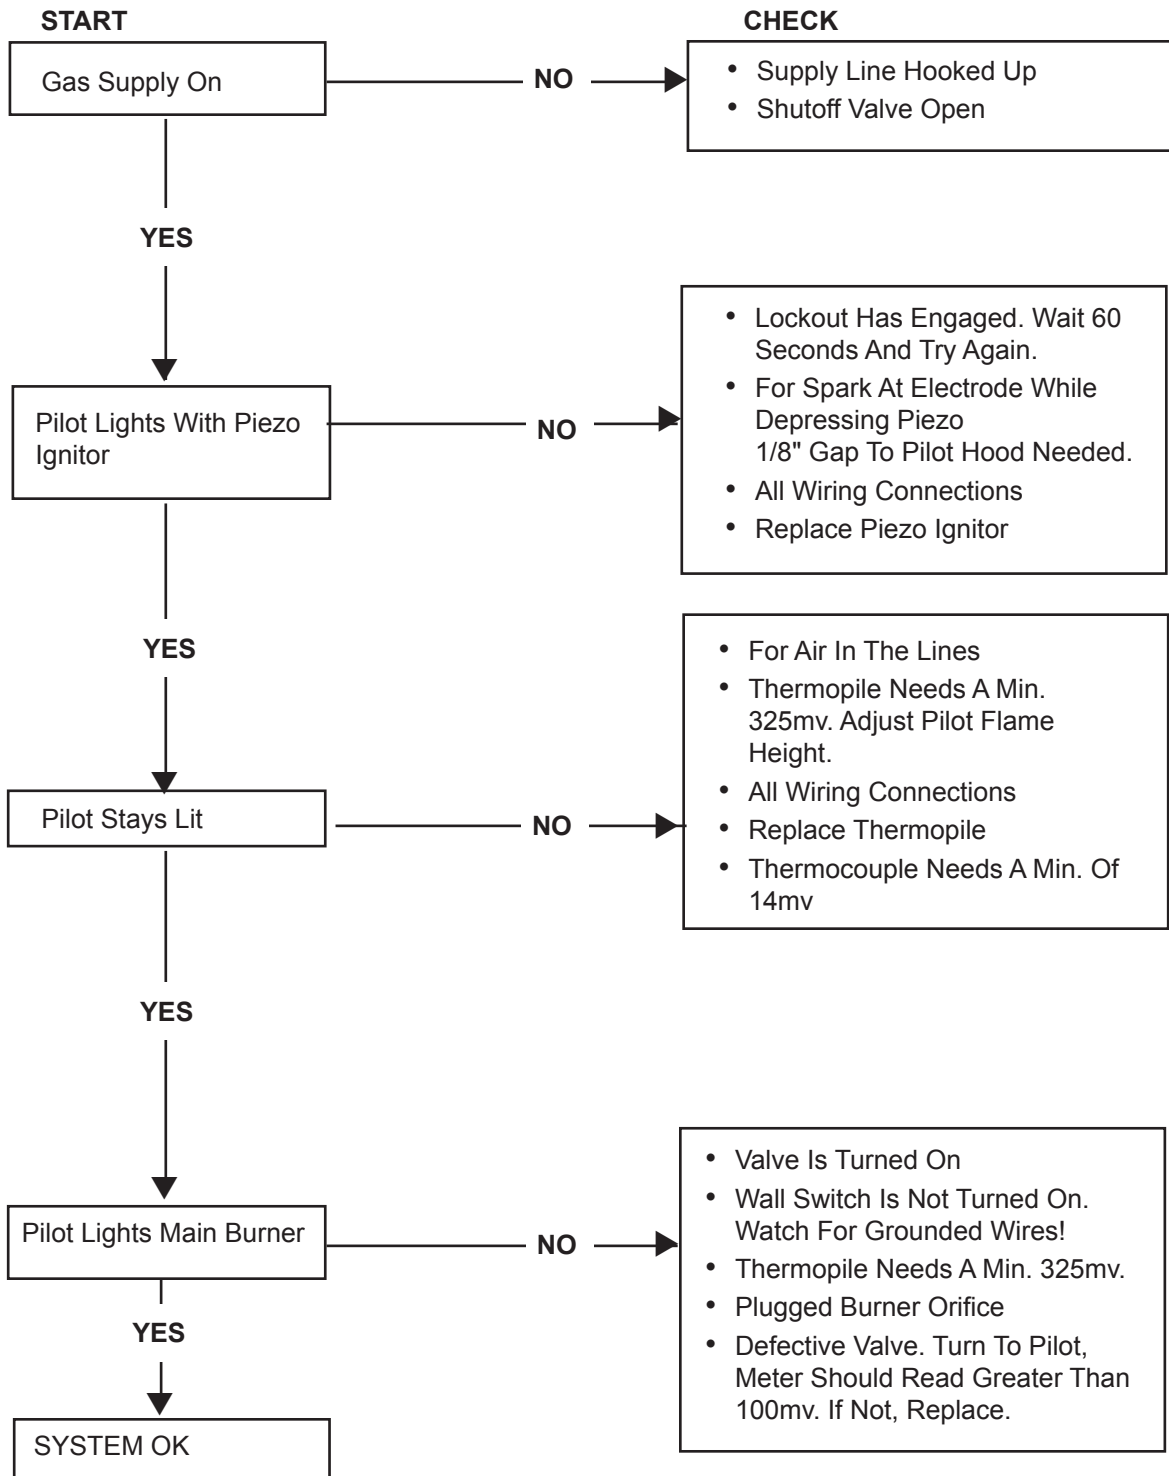 START
CHECK
Gas Supply On
NO
• Supply Line Hooked Up
• Shutoff Valve Open
YES
Pilot Lights With Piezo
Ignitor
NO
• Lockout Has Engaged. Wait 60
Seconds And Try Again.
• For Spark At Electrode While
Depressing Piezo
1/8" Gap To Pilot Hood Needed.
• All Wiring Connections
• Replace Piezo Ignitor
YES
Pilot Stays Lit
NO
• For Air In The Lines
• Thermopile Needs A Min.
325mv. Adjust Pilot Flame
Height.
• All Wiring Connections
• Replace Thermopile
• Thermocouple Needs A Min. Of
14mv
YES
Pilot Lights Main Burner
NO
• Valve Is Turned On
• Wall Switch Is Not Turned On.
Watch For Grounded Wires!
• Thermopile Needs A Min. 325mv.
• Plugged Burner Orifice
• Defective Valve. Turn To Pilot,
Meter Should Read Greater Than
100mv. If Not, Replace.
YES
SYSTEM OK